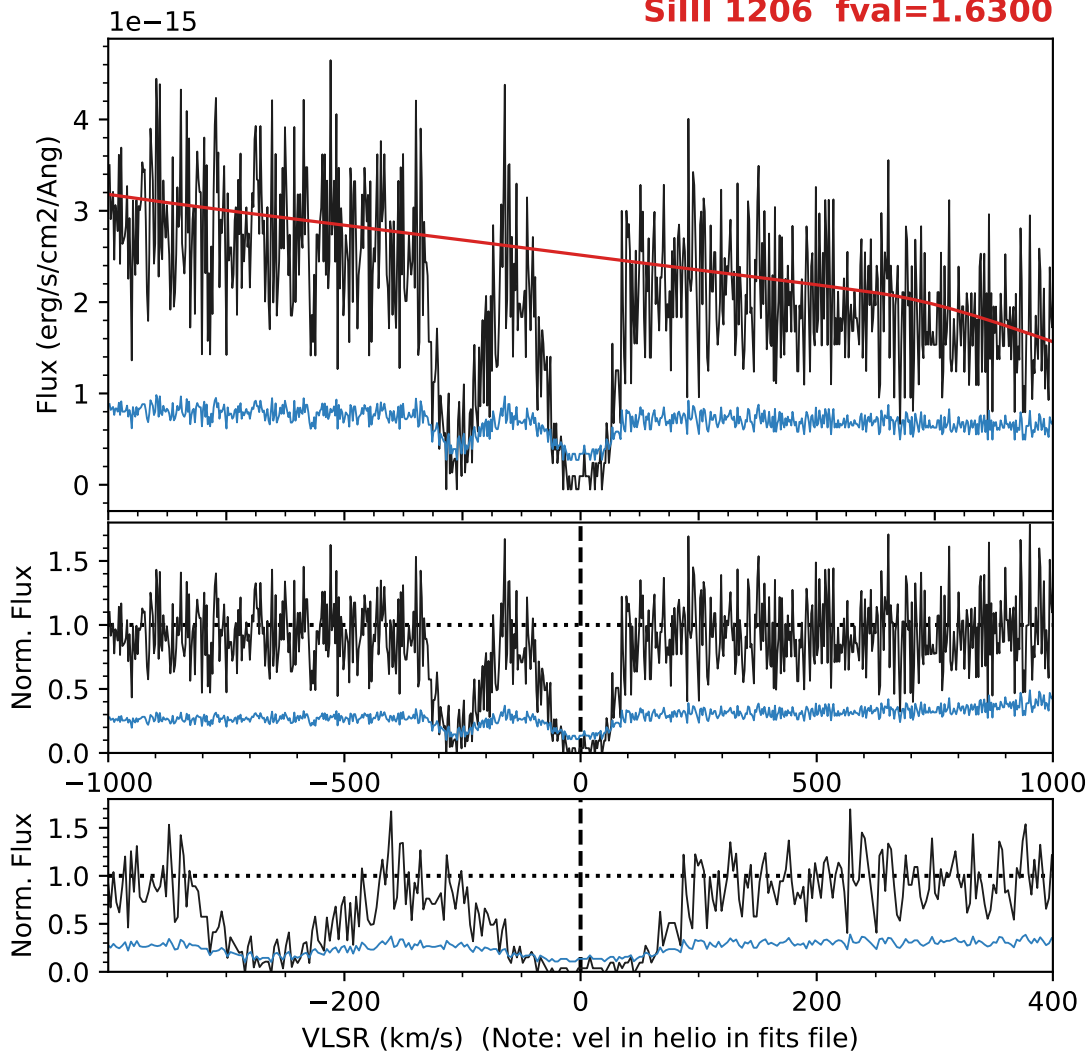 SiIII 1206 fval=1.6300
1e−15
4
3
2
1
0
Flux (erg/s/cm2/Ang)
1.5
1.0
0.5
0.0
Norm. Flux
−1000 −500 0 500 1000
1.5
1.0
0.5
0.0
Norm. Flux
−200 0 200 400
VLSR (km/s) (Note: vel in helio in fits file)